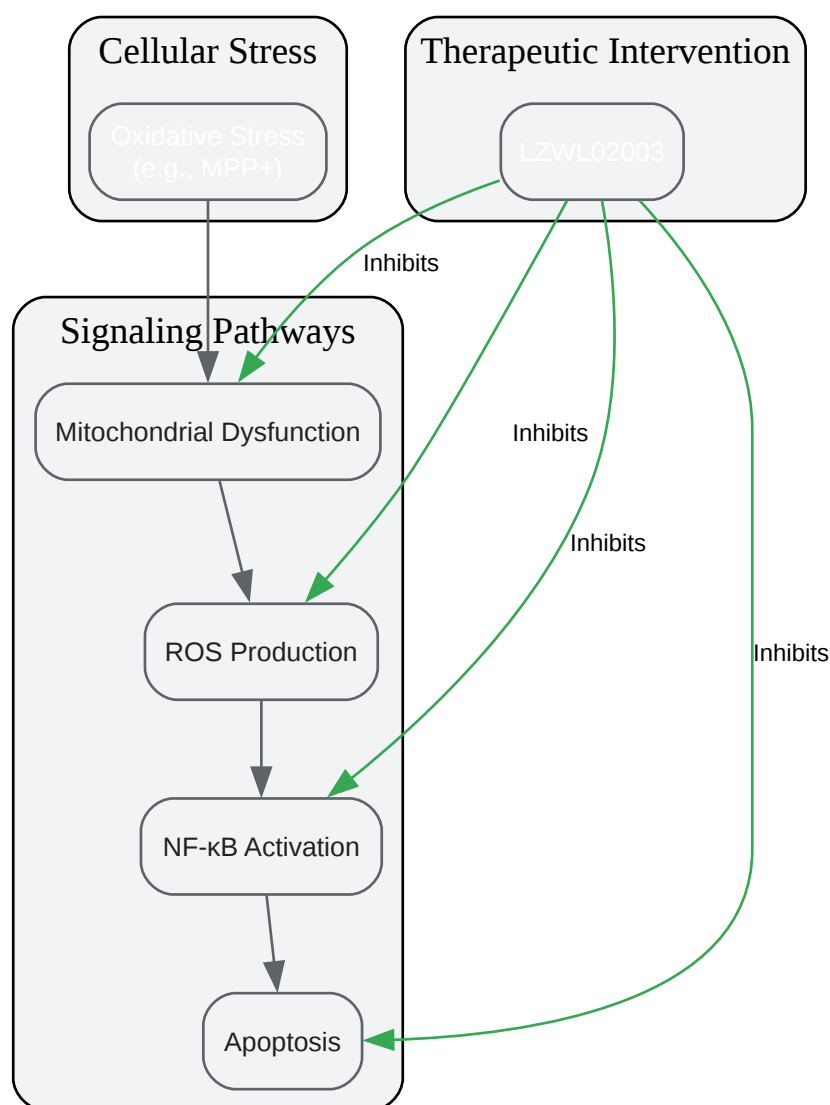 Cellular Stress
Therapeutic Intervention
Oxidative Stress
(e.g., MPP+)
LZWL02003
Inhibits
Signaling Pathways
Mitochondrial Dysfunction
Inhibits
Inhibits
ROS Production
Inhibits
NF-κB Activation
Apoptosis